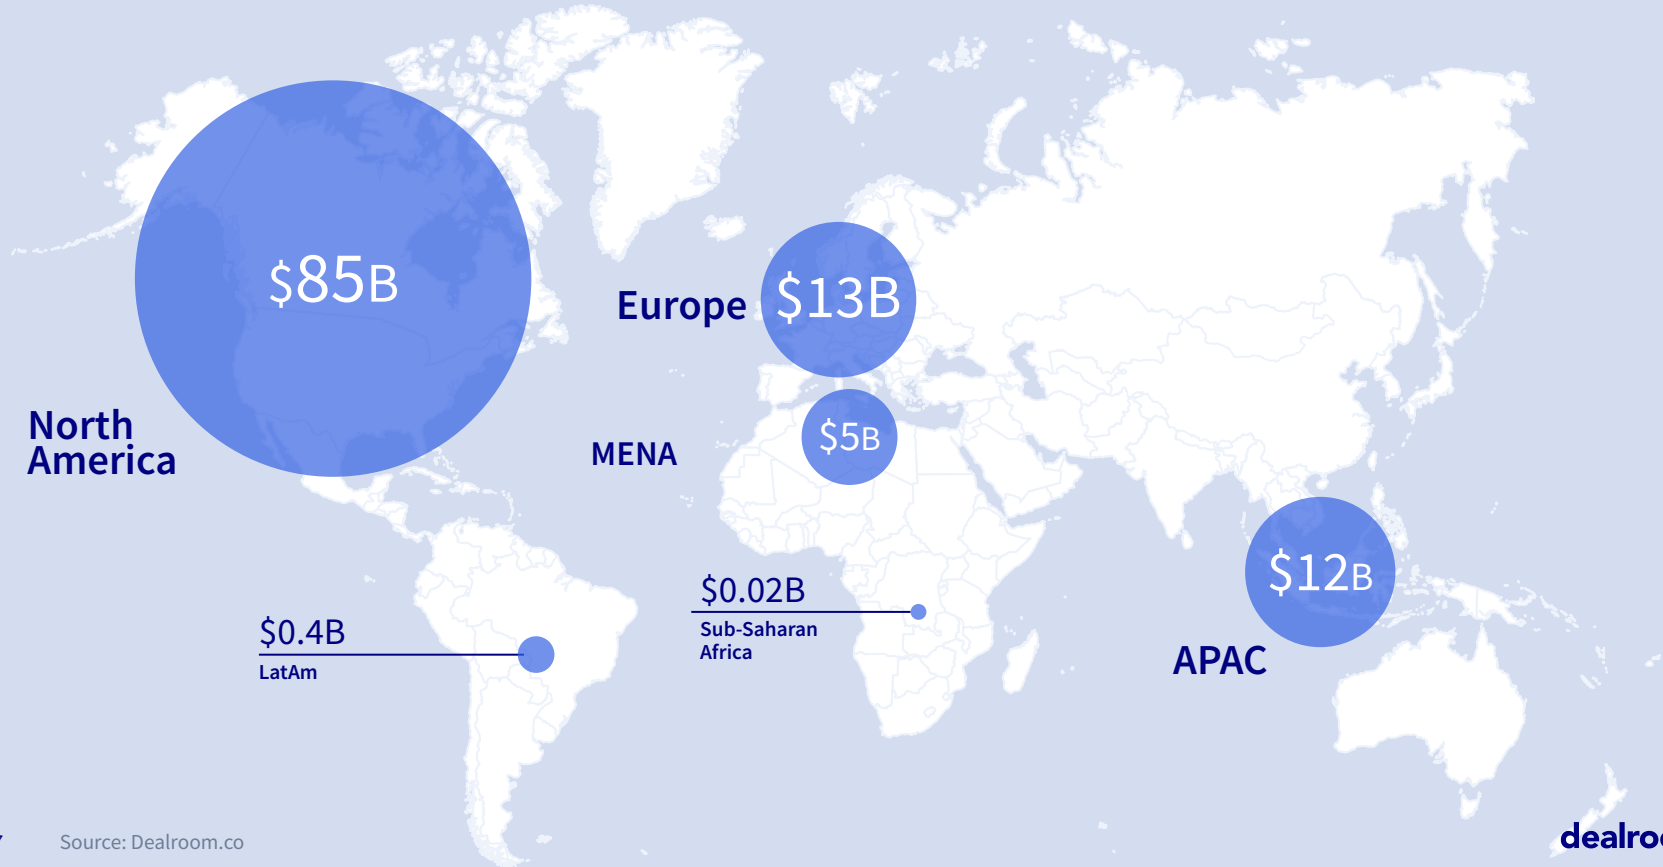 $85B
North
America
Europe
$13B
MENA
$5B
$0.02B
Sub-Saharan
Africa
$0.4B
LatAm
$12B
APAC
Source: Dealroom.co
dealroo